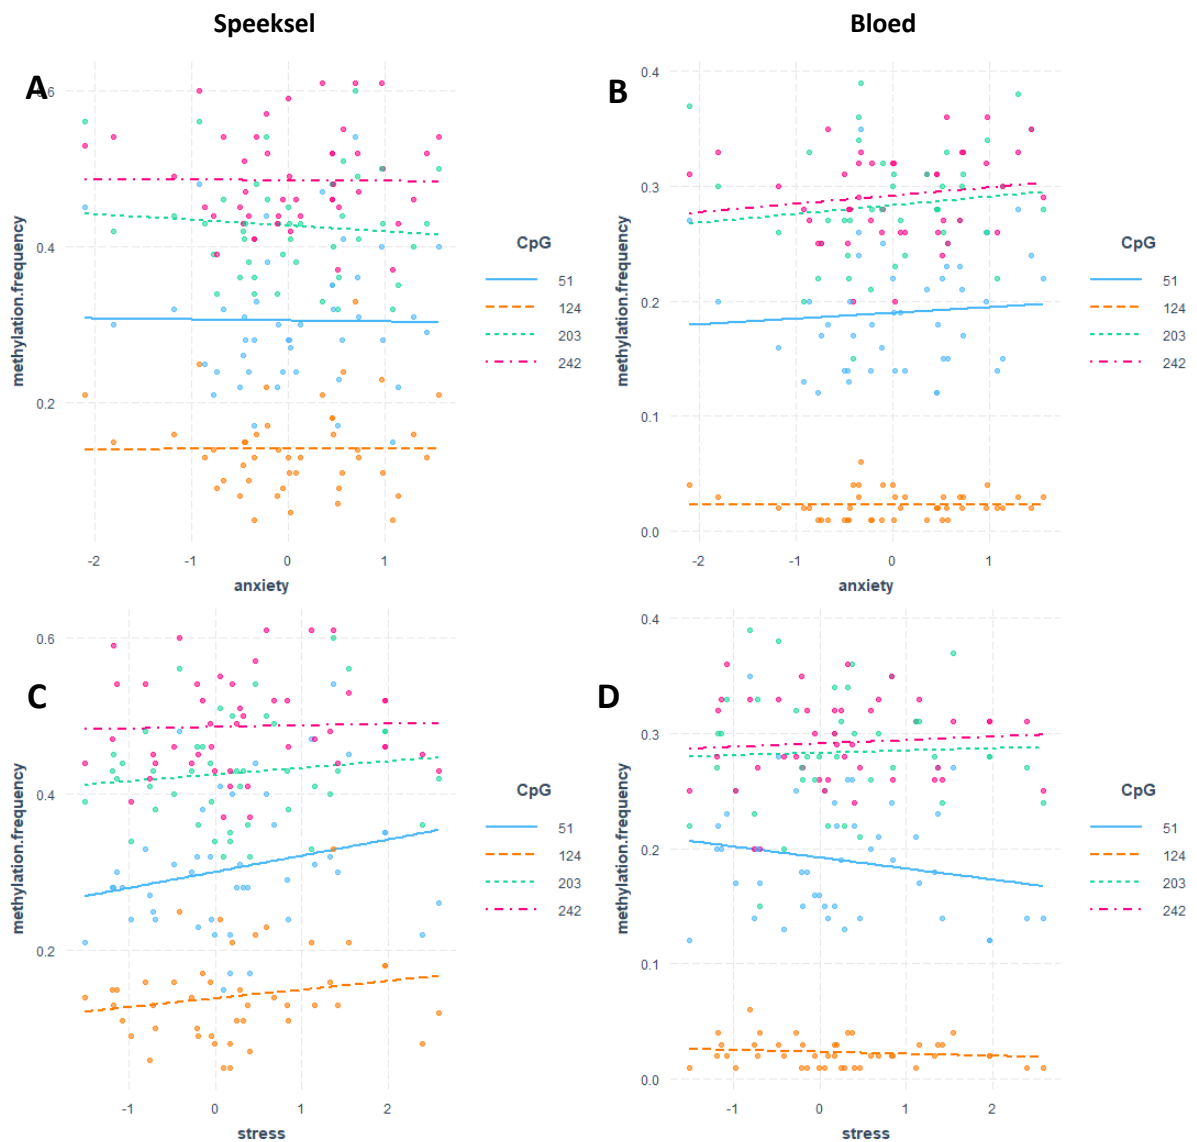 Speeksel
Bloed
A
0.6
0.4
0.2
-2
-1
0
1
methylation.frequency
anxiety
CpG
51
124
203
242
B
0.4
0.3
0.2
0.1
0.0
-2
-1
0
1
methylation.frequency
anxiety
CpG
51
124
203
242
C
0.6
0.4
0.2
-1
0
1
2
methylation.frequency
stress
CpG
51
124
203
242
D
0.4
0.3
0.2
0.1
0.0
-1
0
1
2
methylation.frequency
stress
CpG
51
124
203
242